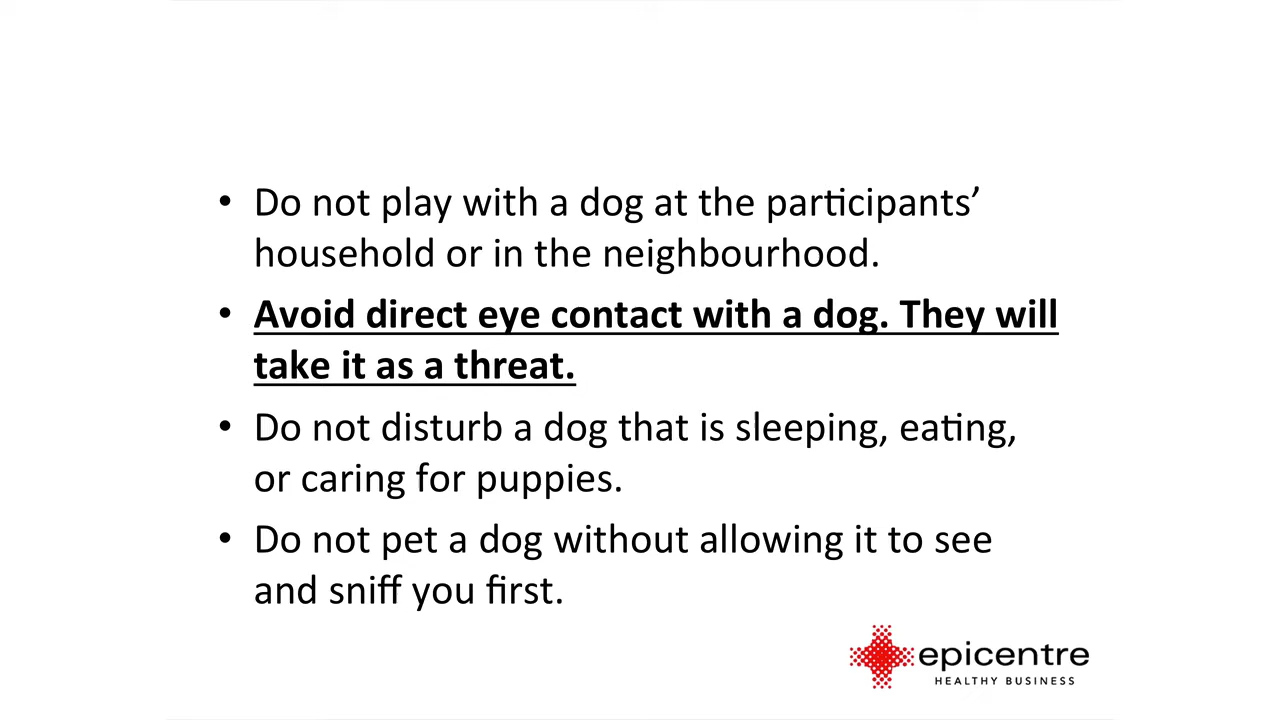 • Do not play with a dog at the participants’
household or in the neighbourhood.
• Avoid direct eye contact with a dog. They will
take it as a threat.
• Do not disturb a dog that is sleeping, eating,
or caring for puppies.
• Do not pet a dog without allowing it to see
and sniff you first.
epicentre
HEALTHY BUSINESS